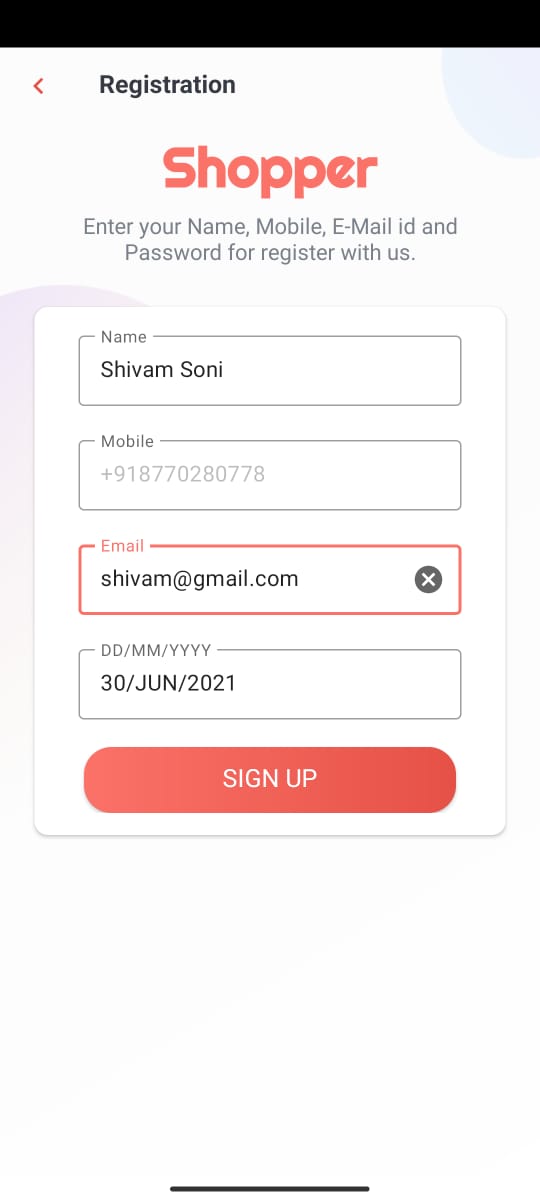 Registration
Shopper
Enter your Name, Mobile, E-Mail id and
Password for register with us.
Name
Shivam Soni
Mobile
+918770280778
Email
shivam@gmail.com
DD/MM/YYYY
30/JUN/2021
SIGN UP